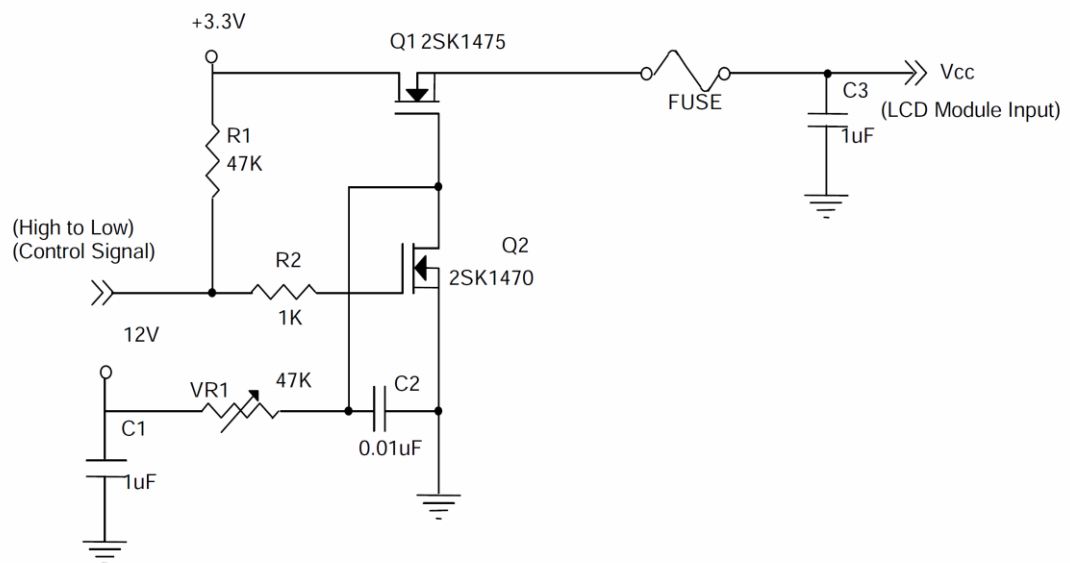 +3.3V
Q1 2SK1475
Vcc
FUSE
C3
(LCD Module Input)
R1
1uF
47K
(High to Low)
(Control Signal)
Q2
R2
2SK1470
1K
12V
47K
C2
VR1
C1
0.01uF
1uF